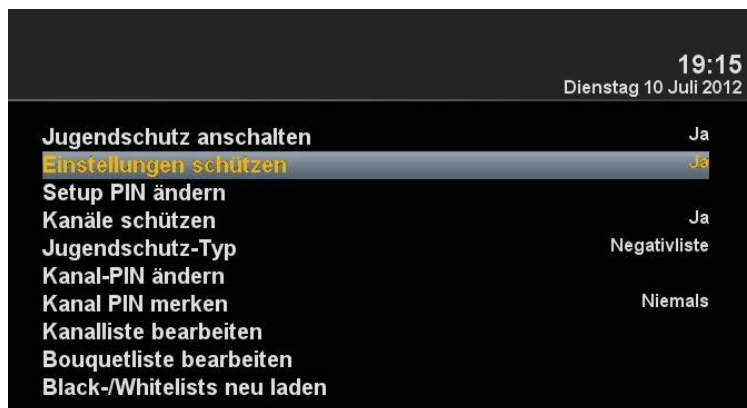 19:15
Dienstag 10 Juli 2012
Jugendschutz anschalten Ja
Einstellungen schützen Ja
Setup PIN ändern
Kanäle schützen Ja
Jugendschutz-Typ Negativliste
Kanal-PIN ändern
Kanal PIN merken Niemals
Kanalliste bearbeiten
Bouquetliste bearbeiten
Black-/Whitelists neu laden